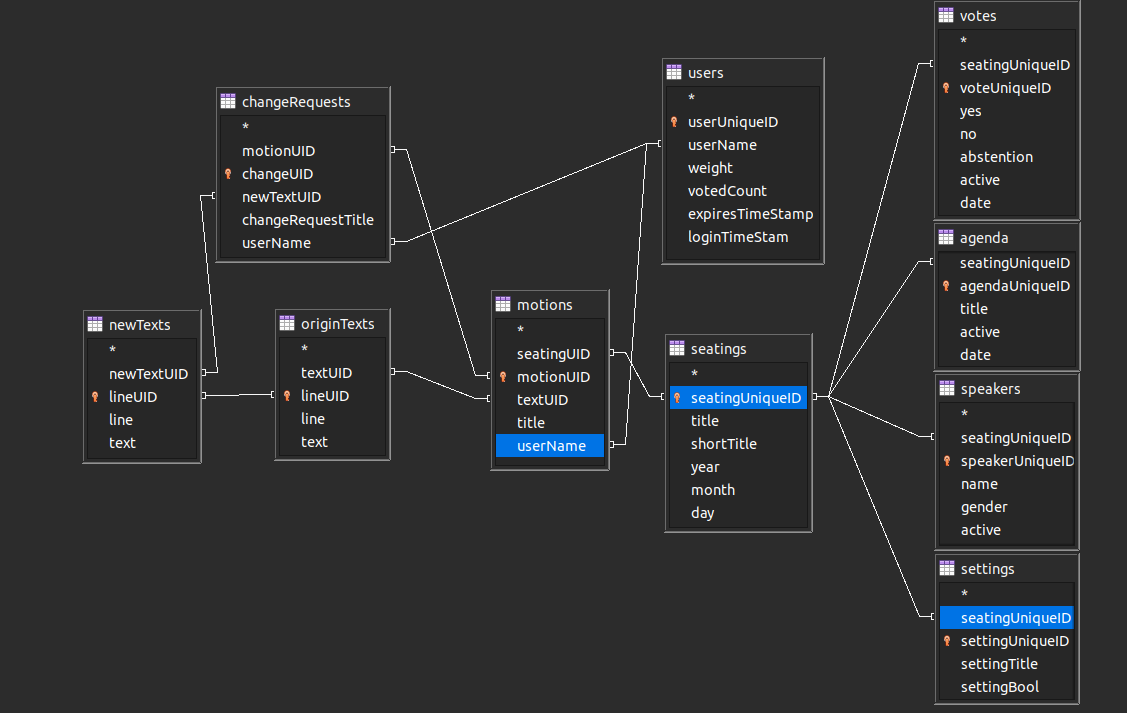 changeRequests
*
motionUID
changeUID
newTextUID
changeRequestTitle
userName
newTexts
*
newTextUID
lineUID
line
text
originTexts
*
textUID
lineUID
line
text
motions
*
seatingUID
motionUID
textUID
title
userName
users
*
userUniqueID
userName
weight
votedCount
expiresTimeStamp
loginTimeStam
seatings
*
seatingUniqueID
title
shortTitle
year
month
day
votes
*
seatingUniqueID
voteUniqueID
yes
no
abstention
active
date
agenda
seatingUniqueID
agendaUniqueID
title
active
date
speakers
*
seatingUniqueID
speakerUniqueID
name
gender
active
settings
*
seatingUniqueID
settingUniqueID
settingTitle
settingBool